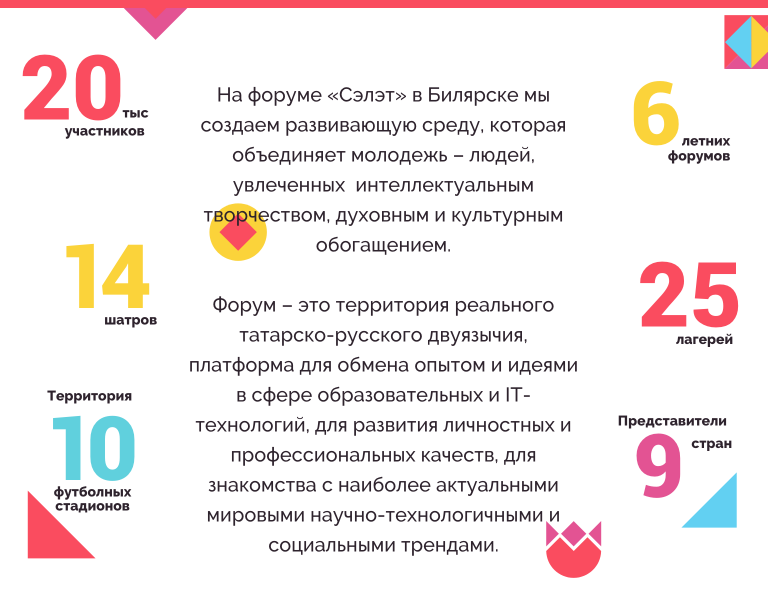 20 тыс
участников
14
шатров
Территория
10
футболных
стадионов
На форуме «Сэлэт» в Билярске мы
создаем развивающую среду, которая
объединяет молодежь – людей,
увлеченных интеллектуальным
творчеством, духовным и культурным
обогащением.
Форум – это территория реального
татарско-русского двуязычия,
платформа для обмена опытом и идеями
в сфере образовательных и IT-
технологий, для развития личностных и
профессиональных качеств, для
знакомства с наиболее актуальными
мировыми научно-технологичными и
социальными трендами.
6 летних
форумов
25
лагерей
Представители
9 стран